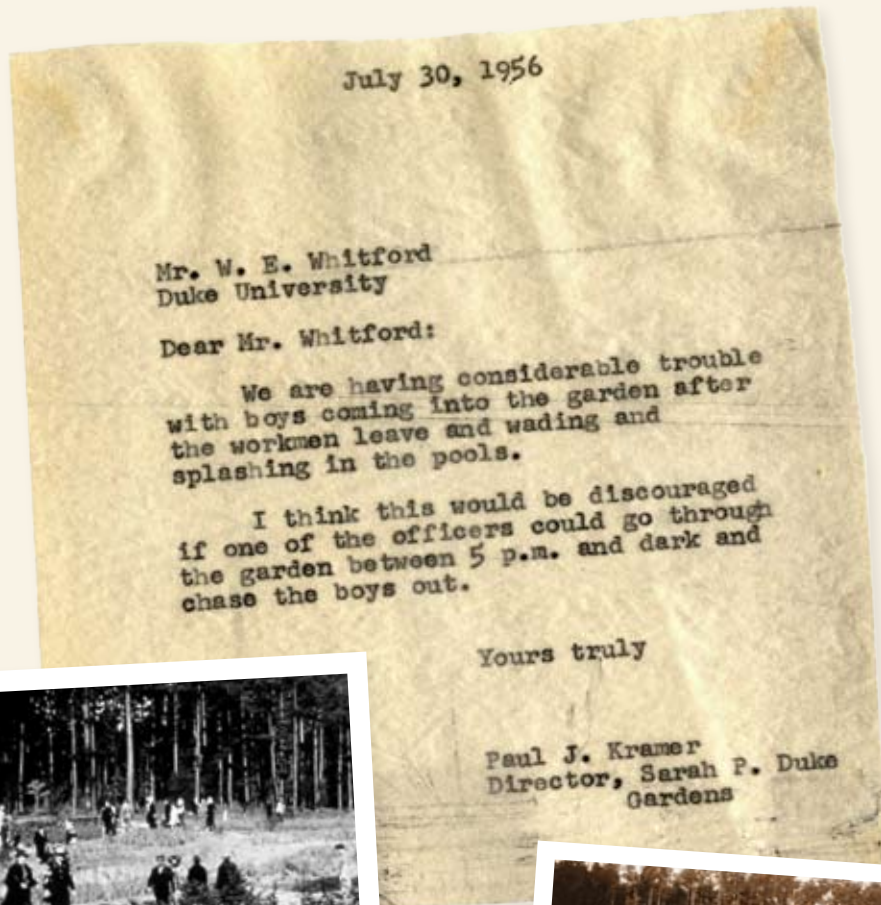 July 30, 1956
Mr. W. E. Whitford
Duke University
Dear Mr. Whitford:
We are having considerable trouble
with boys coming into the garden after
the workmen leave and wading and
splashing in the pools.
I think this would be discouraged
if one of the officers could go through
the garden between 5 p.m. and dark and
chase the boys out.
Yours truly
Paul J. Kramer
Director, Sarah P. Duke
Gardens